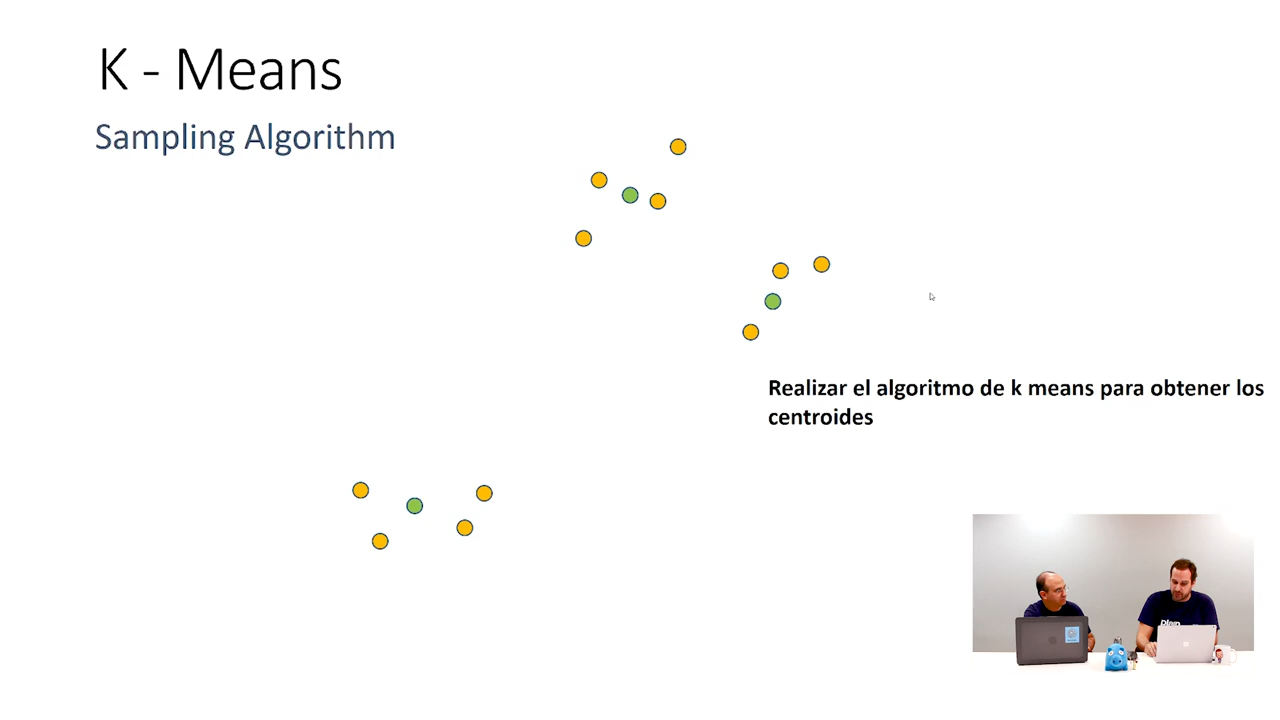 K - Means
Sampling Algorithm
Realizar el algoritmo de k means para obtener los
centroides